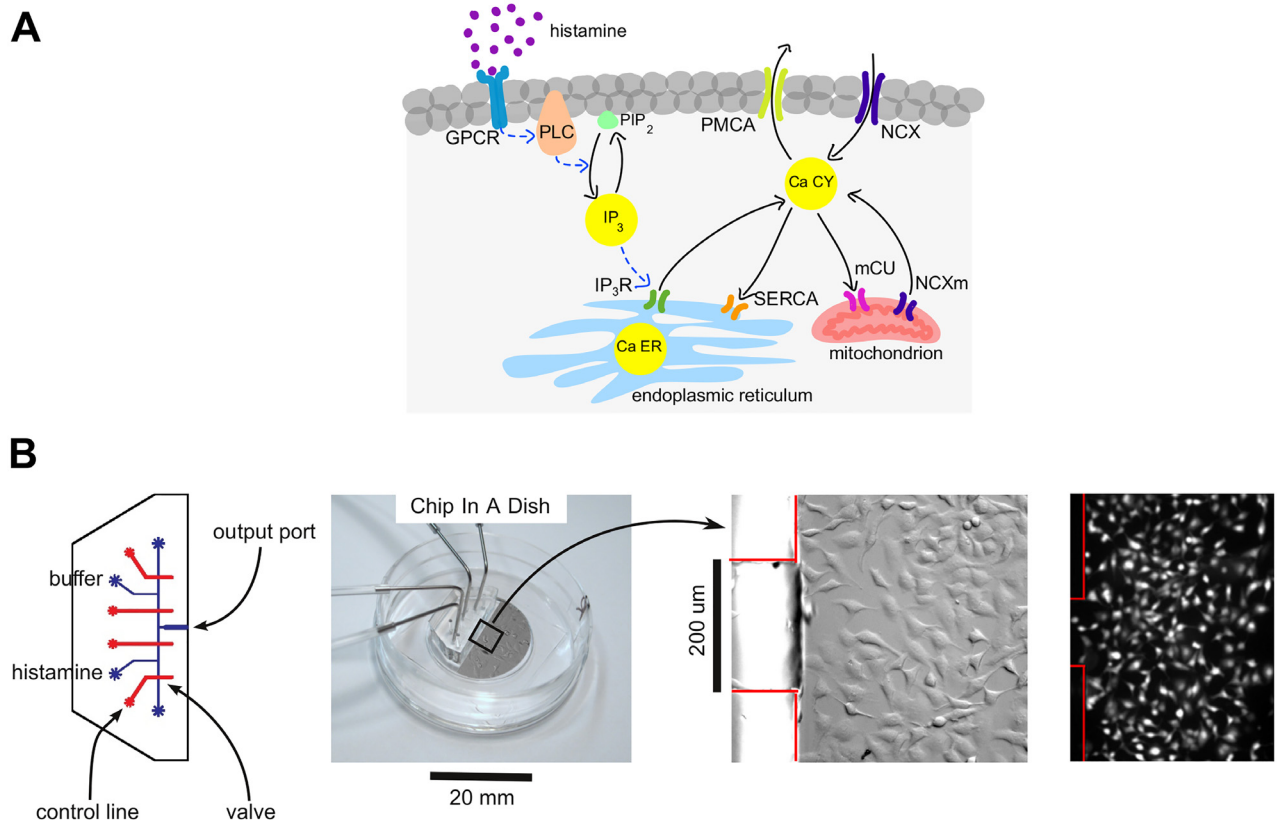 A
histamine
GPCR
PLC
PIP2
PMCA
NCX
Ca CY
IP3
IP3R
SERCA
mCU
NCXm
Ca ER
mitochondrion
endoplasmic reticulum
B
Chip In A Dish
output port
buffer
histamine
200 um
20 mm
control line
valve